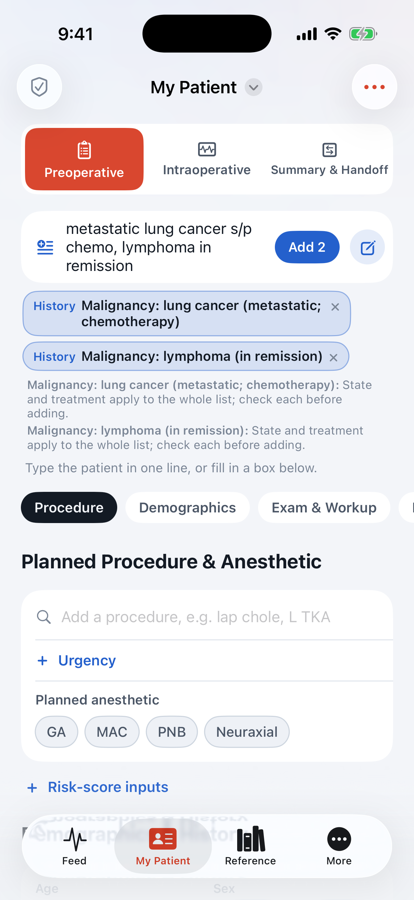 9:41
My Patient
Preoperative
Intraoperative
Summary & Handoff
metastatic lung cancer s/p
chemo, lymphoma in
remission
Add 2
History Malignancy: lung cancer (metastatic;
chemotherapy)
History Malignancy: lymphoma (in remission)
Malignancy: lung cancer (metastatic; chemotherapy): State
and treatment apply to the whole list; check each before
adding.
Malignancy: lymphoma (in remission): State and treatment
apply to the whole list; check each before adding.
Type the patient in one line, or fill in a box below.
Procedure
Demographics
Exam & Workup
Planned Procedure & Anesthetic
Add a procedure, e.g. lap chole, L TKA
+ Urgency
Planned anesthetic
GA
MAC
PNB
Neuraxial
+ Risk-score inputs
Feed
My Patient
Reference
More
Age
Sex